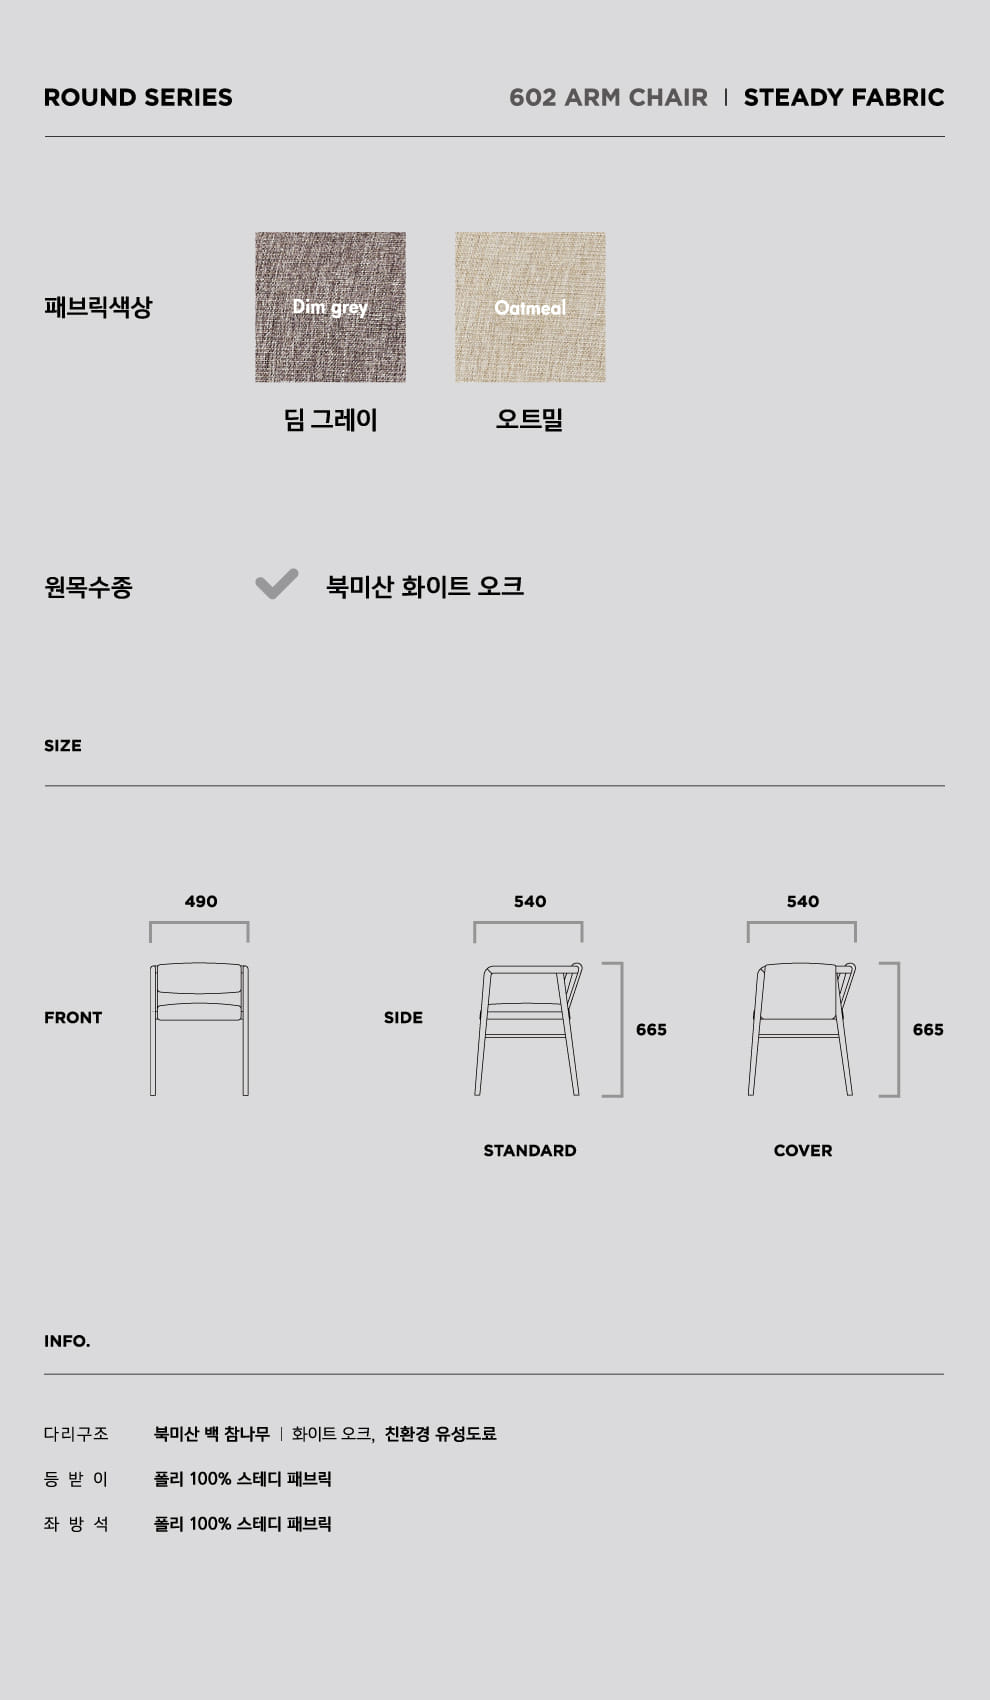 ROUND SERIES
602 ARM CHAIR | STEADY FABRIC
패브릭색상
Dim grey
Oatmeal
딤 그레이
오트밀
원목수종
북미산 화이트 오크
SIZE
490
540
540
FRONT
SIDE
665
665
STANDARD
COVER
INFO.
다리구조 북미산 백 참나무 | 화이트 오크, 친환경 유성도료
등 받 이 폴리 100% 스테디 패브릭
좌 방 석 폴리 100% 스테디 패브릭